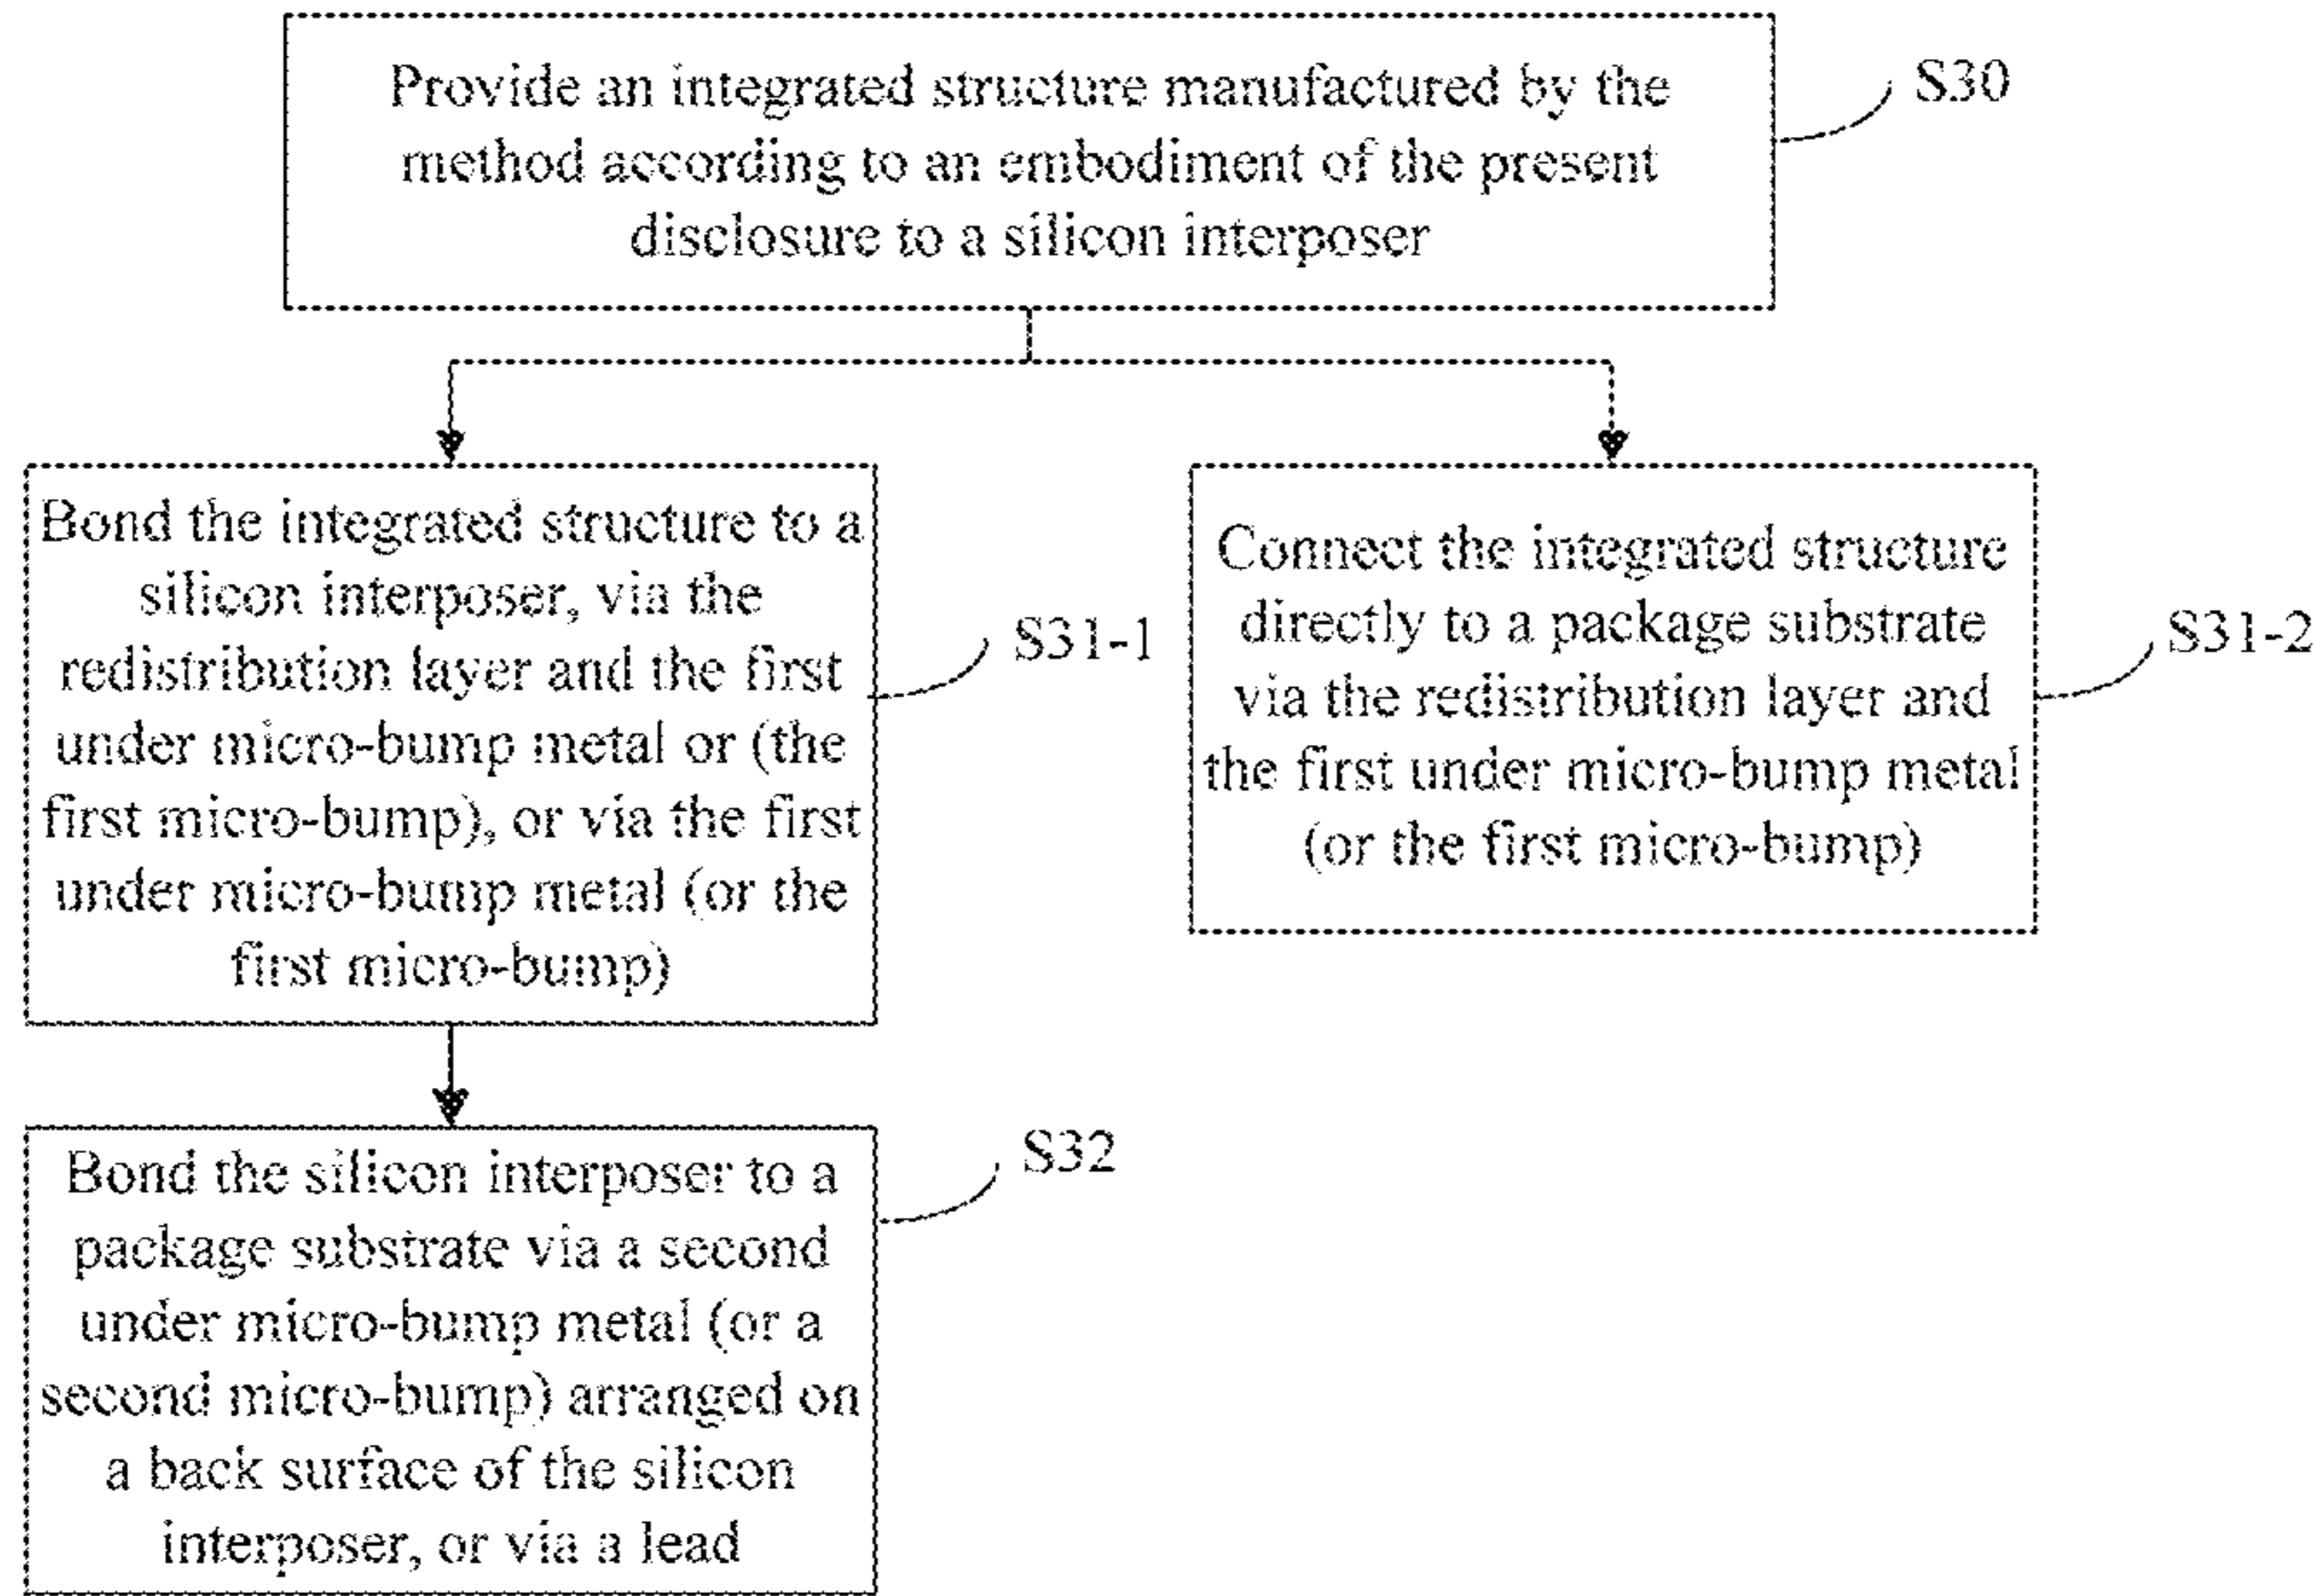 Provide an integrated structure manufactured by the
method according to an embodiment of the present
disclosure to a silicon interposer
S30
Bond the integrated structure to a
silicon interposer, via the
redistribution layer and the first
under micro-bump metal or (the
first micro-bump), or via the first
under micro-bump metal (or the
first micro-bump)
S31-1
Connect the integrated structure
directly to a package substrate
via the redistribution layer and
the first under micro-bump metal
(or the first micro-bump)
S31-2
Bond the silicon interposer to a
package substrate via a second
under micro-bump metal (or a
second micro-bump) arranged on
a back surface of the silicon
interposer, or via a lead
S32